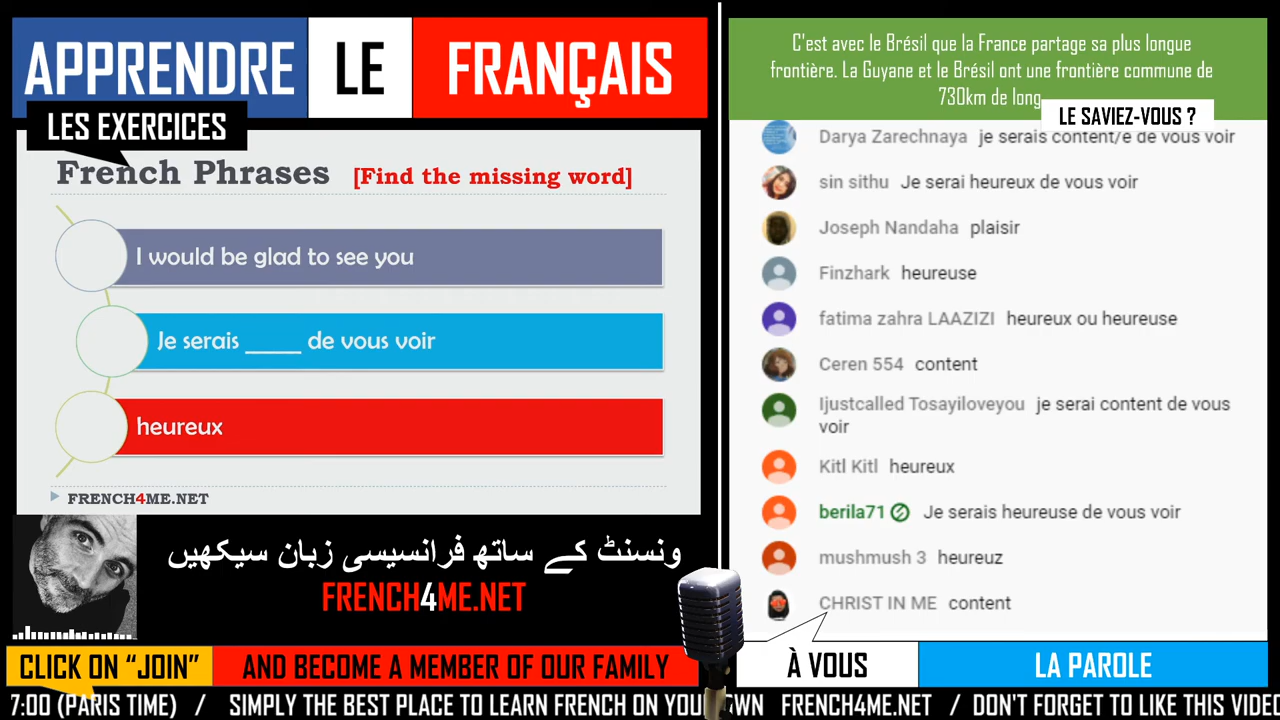 APPRENDRE LE FRANÇAIS
LES EXERCICES
French Phrases [Find the missing word]
I would be glad to see you
Je serais _____ de vous voir
heureux
FRENCH4ME.NET
ونسنٹ کے ساتھ فرانسیسی زبان سیکھیں
FRENCH4ME.NET
CLICK ON “JOIN” AND BECOME A MEMBER OF OUR FAMILY
C'est avec le Brésil que la France partage sa plus longue
frontière. La Guyane et le Brésil ont une frontière commune de
730km de long
LE SAVIEZ-VOUS ?
Darya Zarechnaya je serais content/e de vous voir
sin sithu Je serai heureux de vous voir
Joseph Nandaha plaisir
Finzhark heureuse
fatima zahra LAAZIZI heureux ou heureuse
Ceren 554 content
Ijustcalled Tosayiloveyou je serai content de vous
voir
Kitl Kitl heureux
berila71 Je serais heureuse de vous voir
mushmush 3 heureuz
CHRIST IN ME content
À VOUS LA PAROLE
7:00 (PARIS TIME) / SIMPLY THE BEST PLACE TO LEARN FRENCH ON YOU WN FRENCH4ME.NET / DON'T FORGET TO LIKE THIS VIDEO